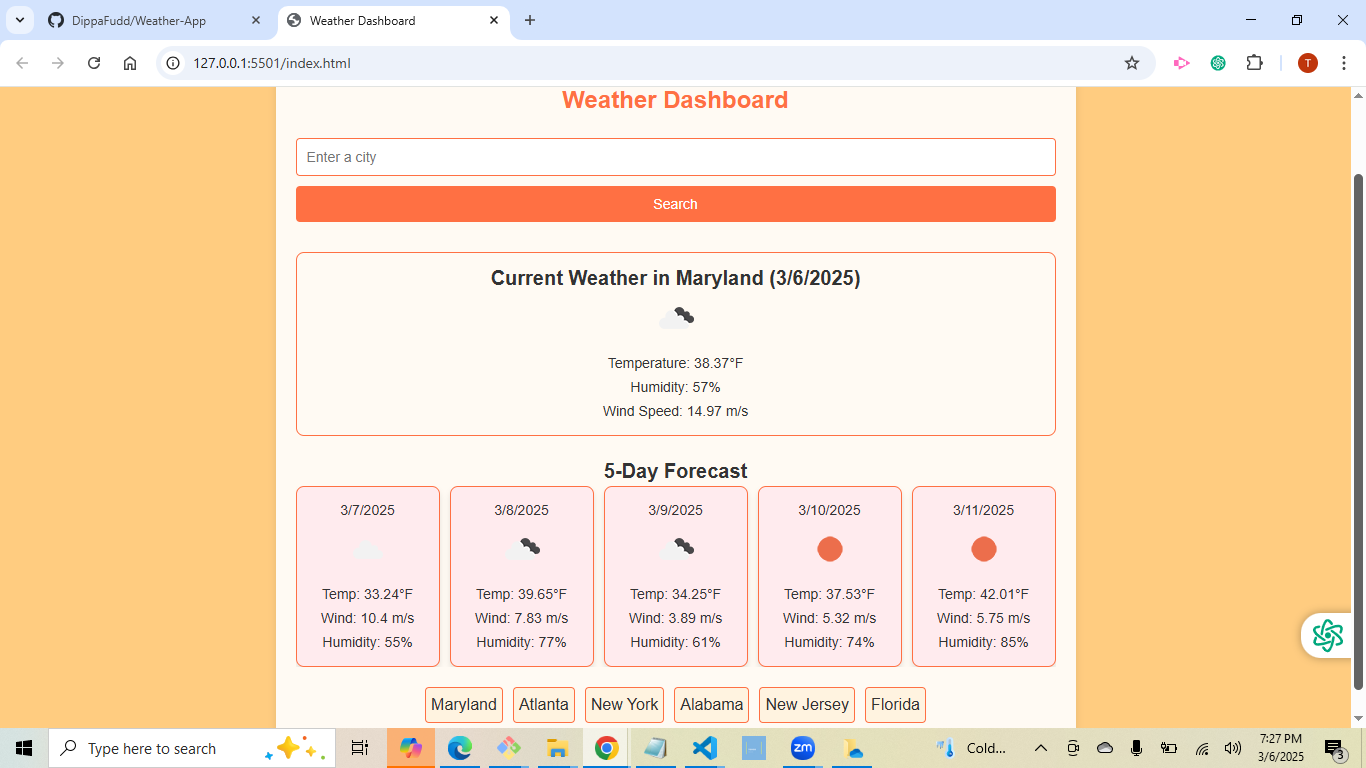 DippaFudd/Weather-App
Weather Dashboard
127.0.0.1:5501/index.html
T
Weather Dashboard
Enter a city
Search
Current Weather in Maryland (3/6/2025)
Temperature: 38.37°F
Humidity: 57%
Wind Speed: 14.97 m/s
5-Day Forecast
3/7/2025 3/8/2025 3/9/2025 3/10/2025 3/11/2025
Temp: 33.24°F Temp: 39.65°F Temp: 34.25°F Temp: 37.53°F Temp: 42.01°F
Wind: 10.4 m/s Wind: 7.83 m/s Wind: 3.89 m/s Wind: 5.32 m/s Wind: 5.75 m/s
Humidity: 55% Humidity: 77% Humidity: 61% Humidity: 74% Humidity: 85%
Maryland Atlanta New York Alabama New Jersey Florida
Type here to search
zm
Cold...
7:27 PM
3/6/2025
3